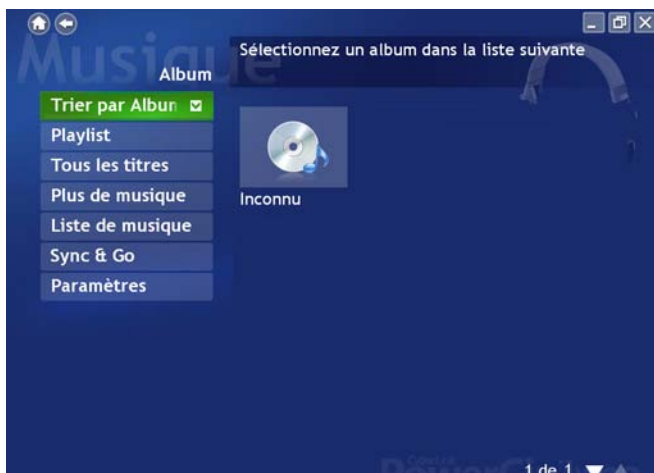 Musique
Sélectionnez un album dans la liste suivante
Album
Trier par Albun
Playlist
Tous les titres
Plus de musique
Liste de musique
Sync & Go
Paramètres
Inconnu
1 de 1